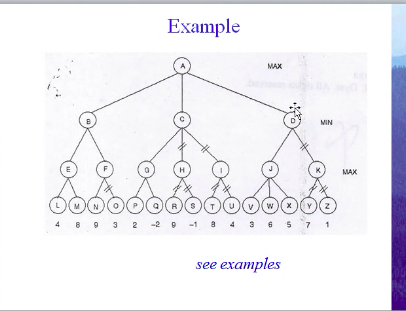 Example
A MAX
B C D MIN
E F G H I J K MAX
L M N O P Q R S T U V W X Y Z
4 8 9 3 2 -2 9 -1 8 4 3 6 5 7 1
see examples